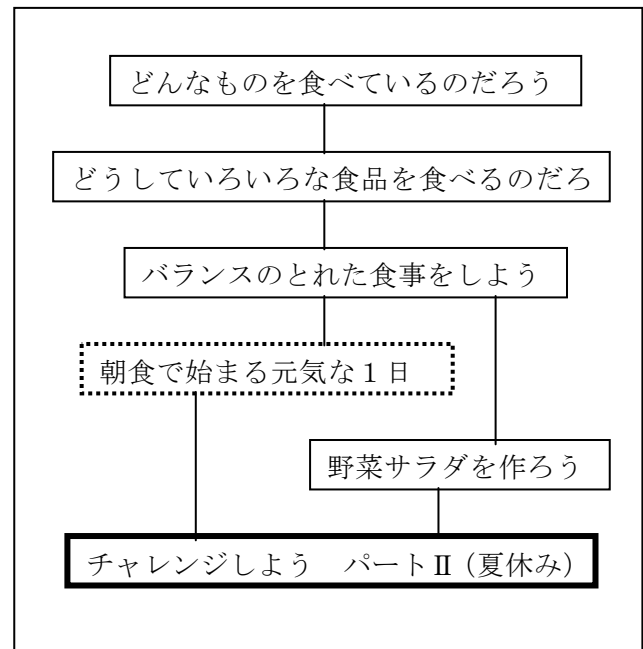 どんなものを食べているのだろう
どうしていろいろな食品を食べるのだろ
バランスのとれた食事をしよう
朝食で始まる元気な１日
野菜サラダを作ろう
チャレンジしよう　パートⅡ（夏休み）